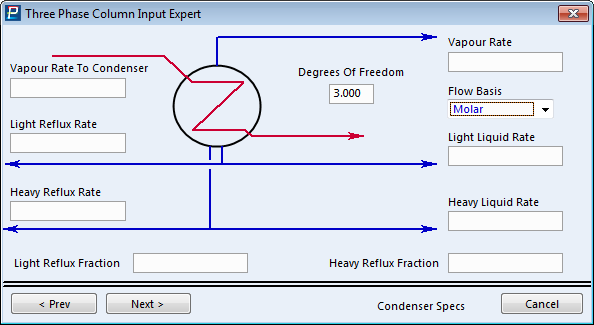 Three Phase Column Input Expert
Vapour Rate
Vapour Rate To Condenser
Degrees Of Freedom
3.000
Flow Basis
Molar
Light Reflux Rate
Light Liquid Rate
Heavy Reflux Rate
Heavy Liquid Rate
Light Reflux Fraction
Heavy Reflux Fraction
< Prev
Next >
Condenser Specs
Cancel